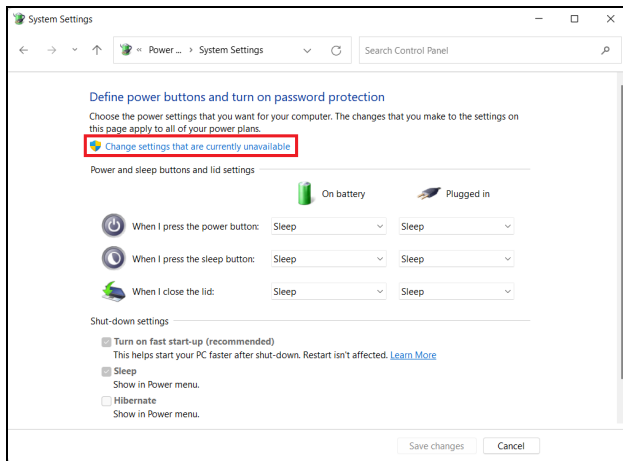 System Settings
« Power ... › System Settings
Search Control Panel
Define power buttons and turn on password protection
Choose the power settings that you want for your computer. The changes that you make to the settings on
this page apply to all of your power plans.
Change settings that are currently unavailable
Power and sleep buttons and lid settings
On battery Plugged in
When I press the power button: Sleep Sleep
When I press the sleep button: Sleep Sleep
When I close the lid: Sleep Sleep
Shut-down settings
Turn on fast start-up (recommended)
This helps start your PC faster after shut-down. Restart isn't affected. Learn More
Sleep
Show in Power menu.
Hibernate
Show in Power menu.
Save changes Cancel